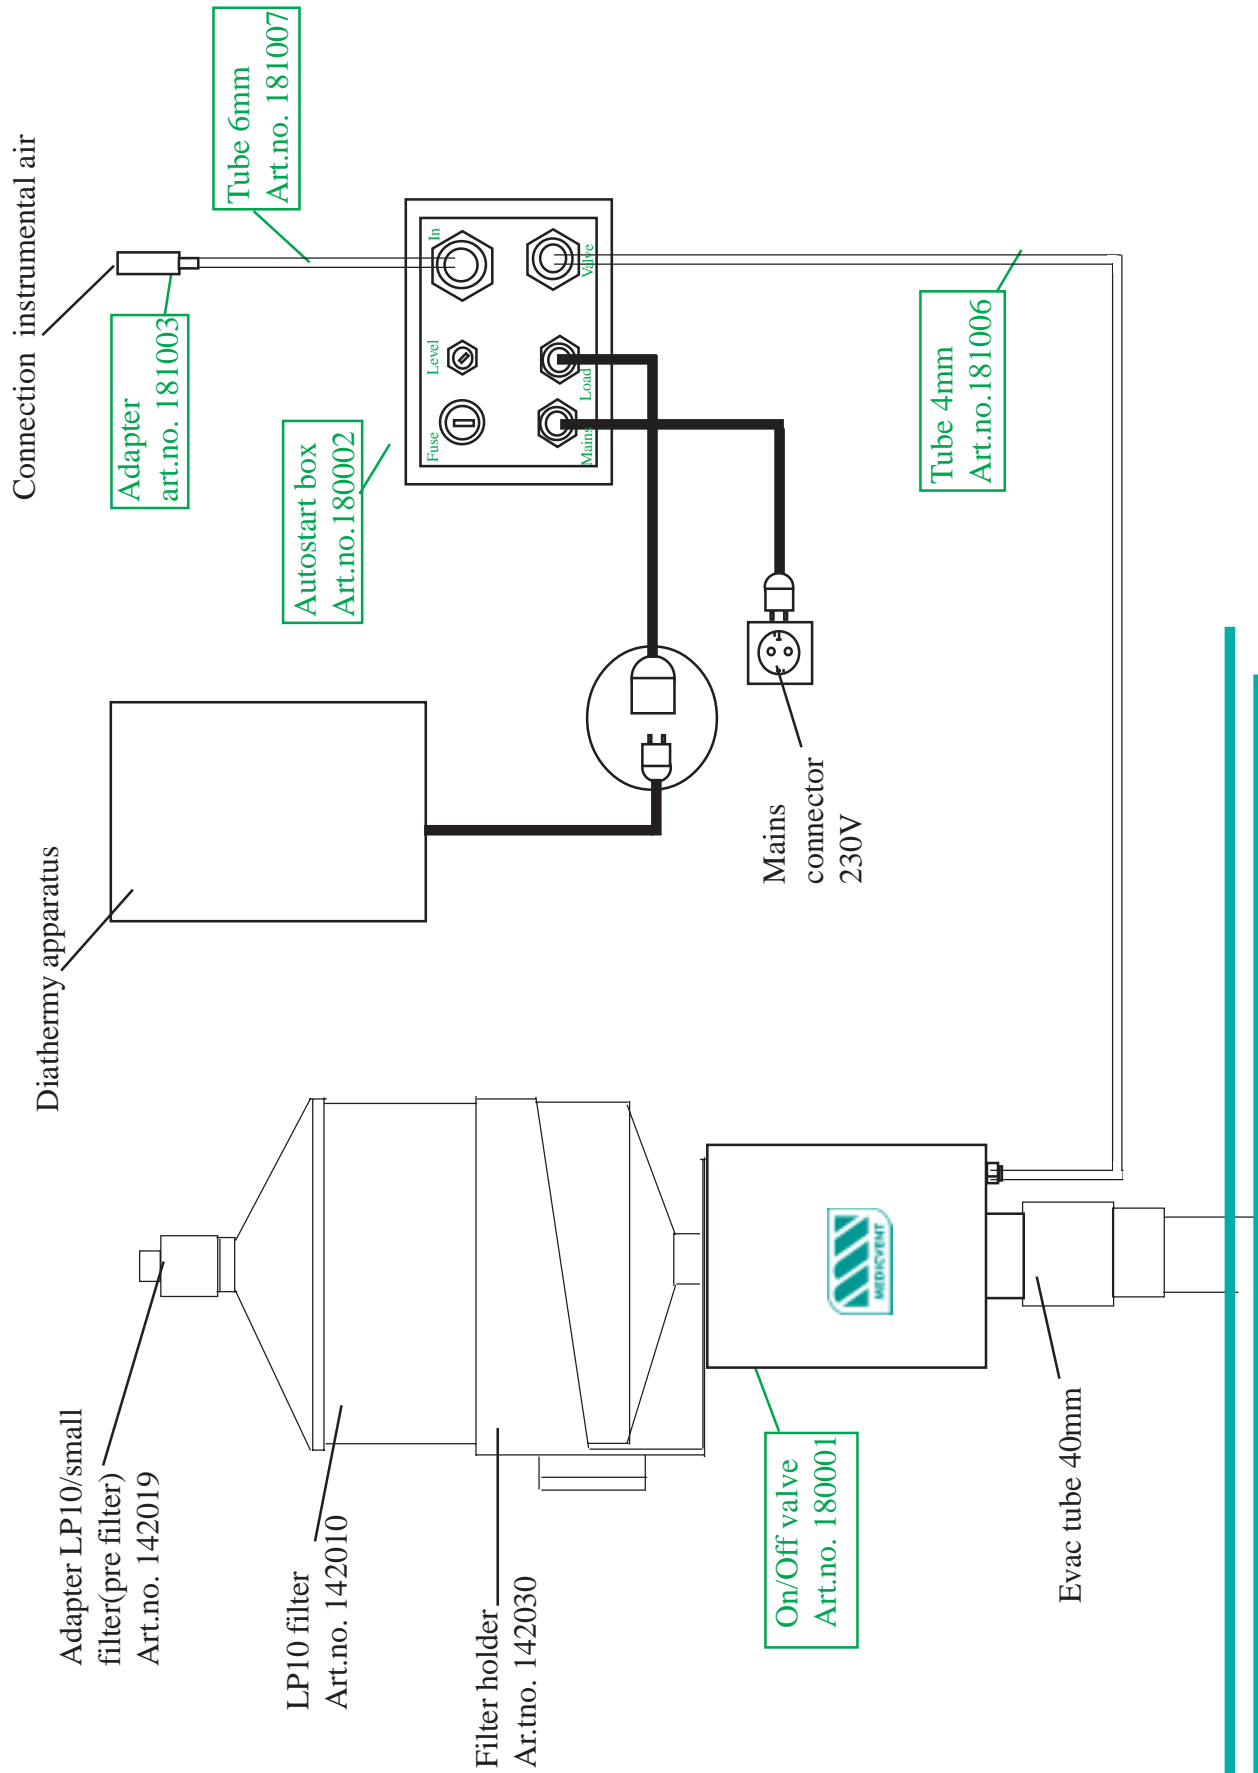 Adapter LP10/small
filter(pre filter)
Art.no. 142019
LP10 filter
Art.no. 142010
Filter holder
Ar.tno. 142030
On/Off valve
Art.no. 180001
Evac tube 40mm
MEDICVENT
Diathermy apparatus
Mains
connector
230V
Connection instrumental air
Adapter
art.no. 181003
Tube 6mm
Art.no. 181007
Autostart box
Art.no.180002
Fuse
Level
In
Mains
Load
Valve
Tube 4mm
Art.no.181006